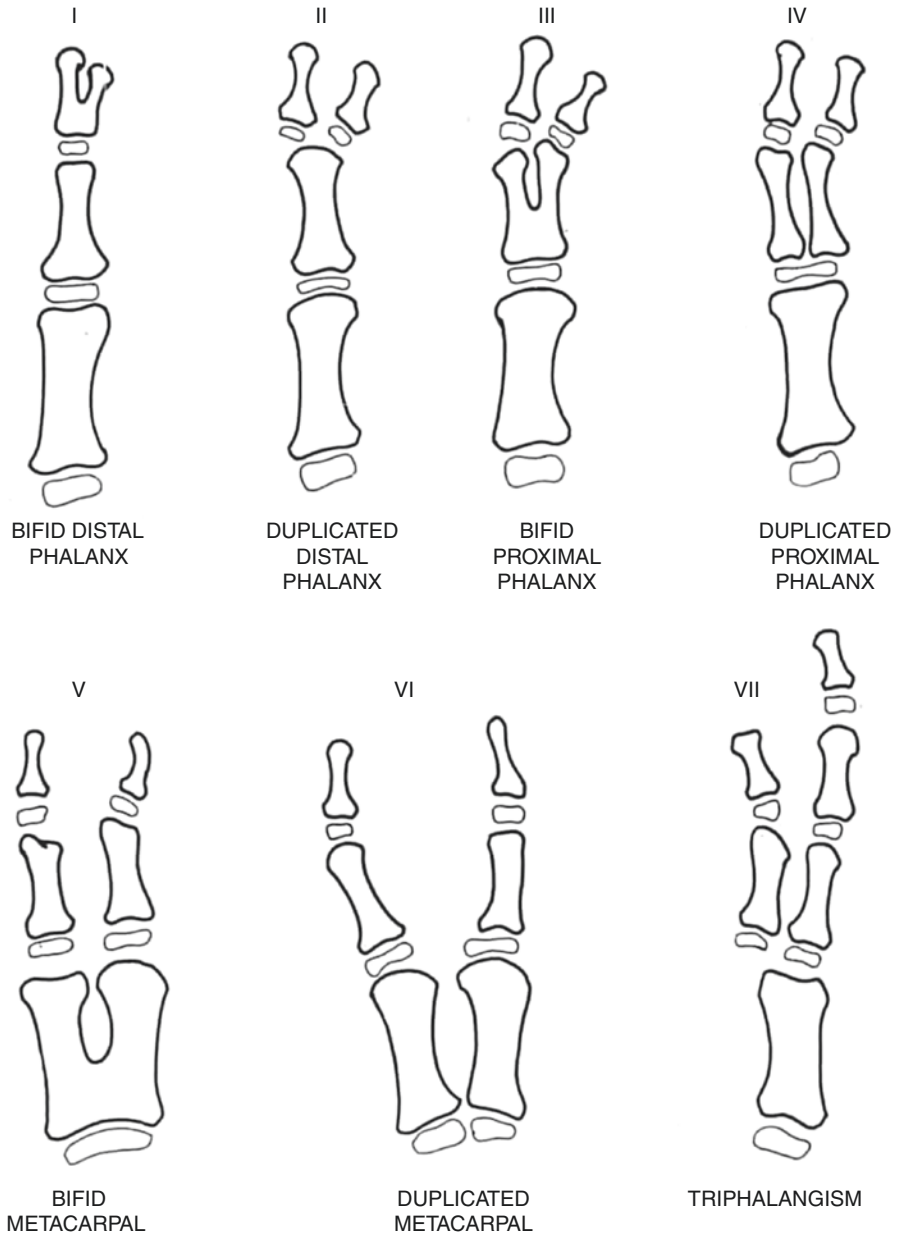 I
II
III
IV
BIFID DISTAL
PHALANX
DUPLICATED
DISTAL
PHALANX
BIFID
PROXIMAL
PHALANX
DUPLICATED
PROXIMAL
PHALANX
V
VI
VII
BIFID
METACARPAL
DUPLICATED
METACARPAL
TRIPHALANGISM